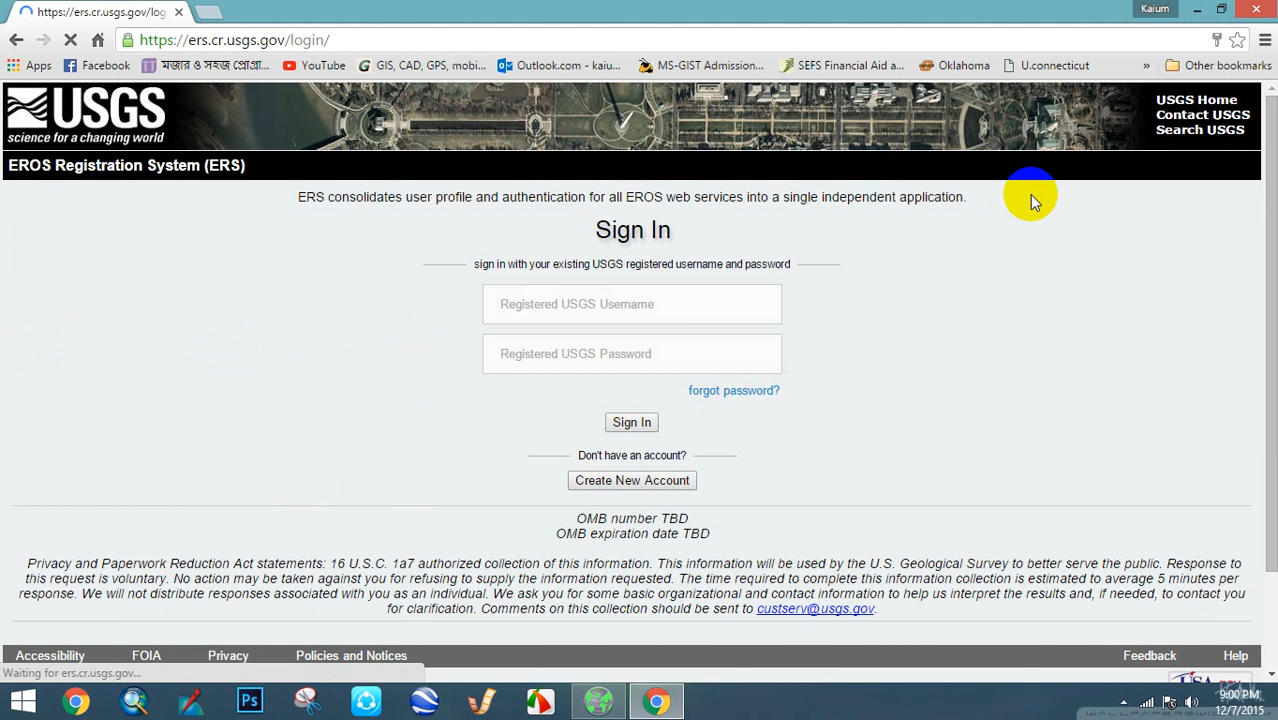 https://ers.cr.usgs.gov/log
Kaium
https://ers.cr.usgs.gov/login/
Apps Facebook মজার ও সহজ প্রোগ্রা... YouTube GIS, CAD, GPS, mobi... Outlook.com - kaiu... MS-GIST Admission... SEFS Financial Aid a... Oklahoma U.connecticut » Other bookmarks
USGS
science for a changing world
USGS Home
Contact USGS
Search USGS
EROS Registration System (ERS)
ERS consolidates user profile and authentication for all EROS web services into a single independent application.
Sign In
sign in with your existing USGS registered username and password
Registered USGS Username
Registered USGS Password
forgot password?
Sign In
Don't have an account?
Create New Account
OMB number TBD
OMB expiration date TBD
Privacy and Paperwork Reduction Act statements: 16 U.S.C. 1a7 authorized collection of this information. This information will be used by the U.S. Geological Survey to better serve the public. Response to
this request is voluntary. No action may be taken against you for refusing to supply the information requested. The time required to complete this information collection is estimated to average 5 minutes per
response. We will not distribute responses associated with you as an individual. We ask you for some basic organizational and contact information to help us interpret the results and, if needed, to contact you
for clarification. Comments on this collection should be sent to custserv@usgs.gov.
Accessibility FOIA Privacy Policies and Notices Feedback Help
Waiting for ers.cr.usgs.gov...
Ps
9:00 PM
12/7/2015